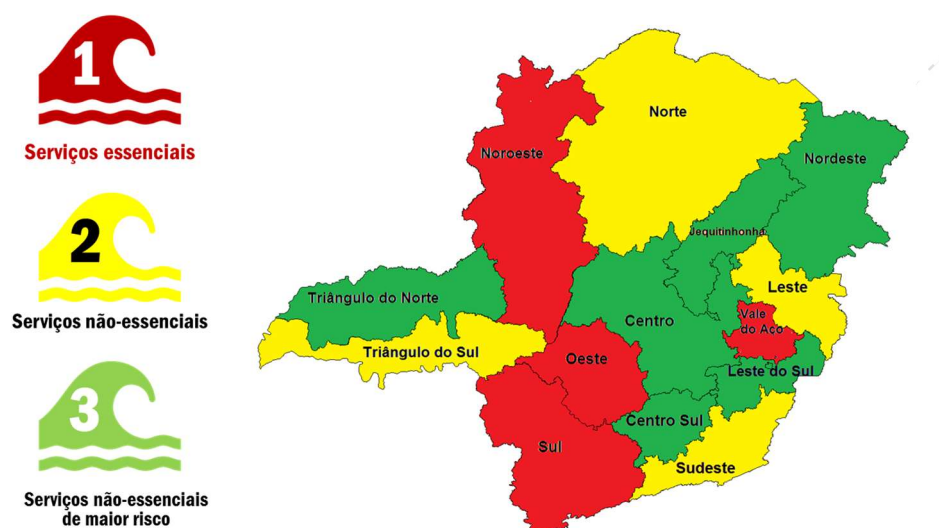 1
Serviços essenciais
2
Serviços não-essenciais
3
Serviços não-essenciais
de maior risco
Norte
Noroeste
Nordeste
Jequitinhonha
Leste
Triângulo do Norte
Vale
do Aço
Centro
Triângulo do Sul
Oeste
Leste do Sul
Centro Sul
Sul
Sudeste